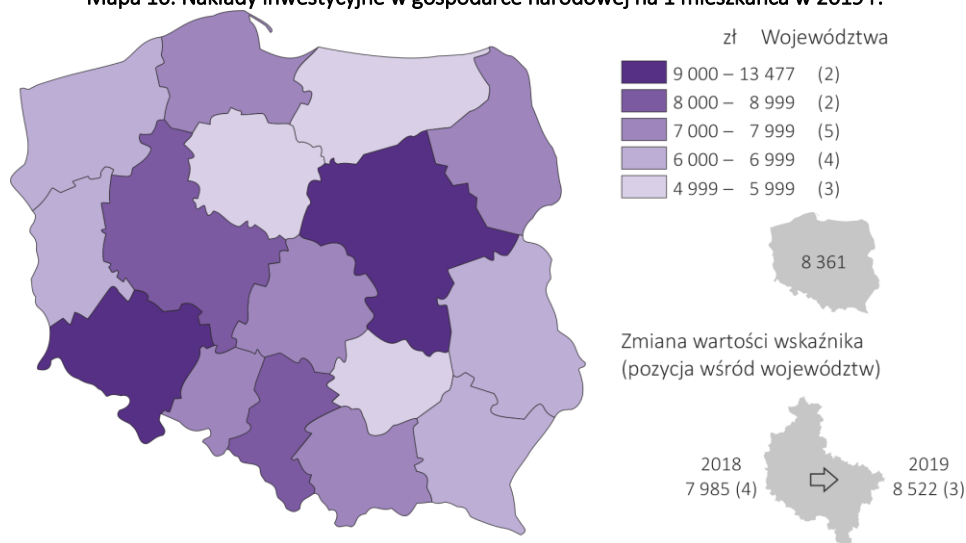 Mapa 16. Nakłady inwestycyjne w gospodarce narodowej na 1 mieszkańca w 2019 r.
zł Województwa
9 000 – 13 477 (2)
8 000 – 8 999 (2)
7 000 – 7 999 (5)
6 000 – 6 999 (4)
4 999 – 5 999 (3)
8 361
Zmiana wartości wskaźnika
(pozycja wśród województw)
2018
7 985 (4)
2019
8 522 (3)